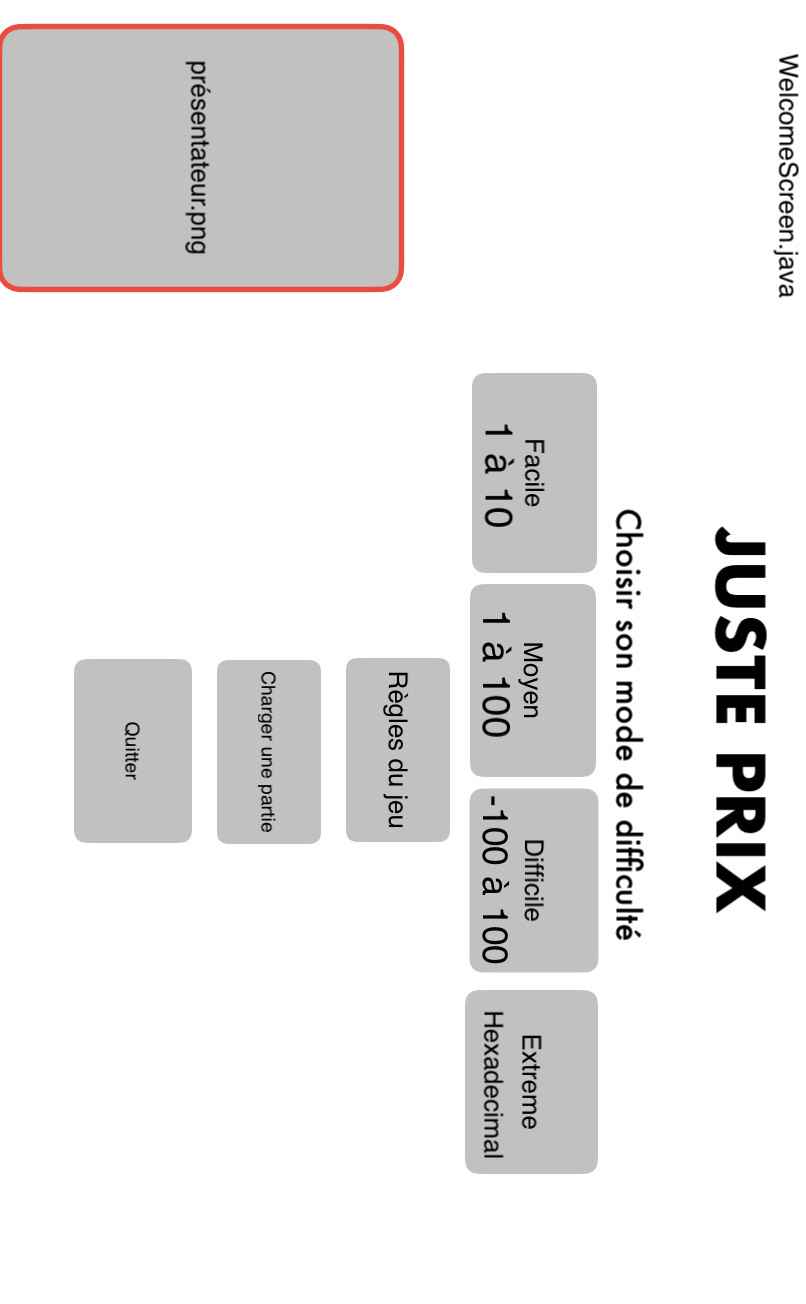 WelcomeScreen.java
JUSTE PRIX
Choisir son mode de difficulté
Facile
1 à 10
Moyen
1 à 100
Difficile
-100 à 100
Extreme
Hexadecimal
Règles du jeu
Charger une partie
Quitter
présentateur.png